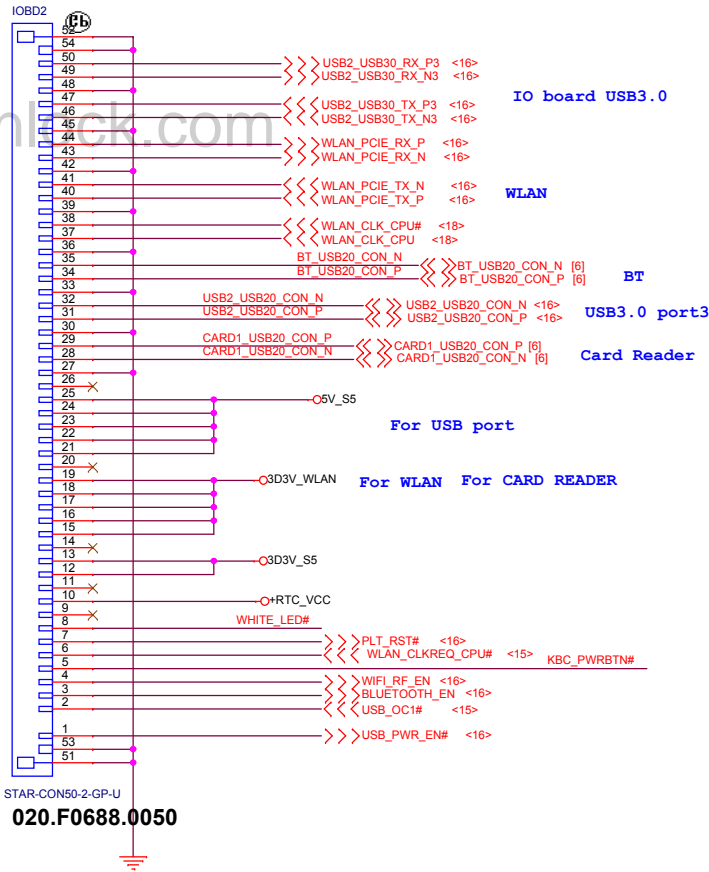 IOBD2
52
54
50 USB2_USB30_RX_P3 <16>
49 USB2_USB30_RX_N3 <16>
48
IO board USB3.0
47 USB2_USB30_TX_P3 <16>
46 USB2_USB30_TX_N3 <16>
45
44 WLAN_PCIE_RX_P <16>
43 WLAN_PCIE_RX_N <16>
42
41 WLAN_PCIE_TX_N <16>
40 WLAN_PCIE_TX_P <16>
WLAN
39
38 WLAN_CLK_CPU# <18>
37 WLAN_CLK_CPU <18>
36
35 BT_USB20_CON_N BT_USB20_CON_N [6]
34 BT_USB20_CON_P BT_USB20_CON_P [6]
BT
33
32 USB2_USB20_CON_N USB2_USB20_CON_N <16>
31 USB2_USB20_CON_P USB2_USB20_CON_P <16>
USB3.0 port3
30
29 CARD1_USB20_CON_P CARD1_USB20_CON_P [6]
28 CARD1_USB20_CON_N CARD1_USB20_CON_N [6]
Card Reader
27
26
25 5V_S5
24
23 For USB port
22
21
20
19 3D3V_WLAN For WLAN For CARD READER
18
17
16
15
14
13 3D3V_S5
12
11
10 +RTC_VCC
9
8 WHITE_LED#
7 PLT_RST# <16>
6 WLAN_CLKREQ_CPU# <15>
5 KBC_PWRBTN#
4 WIFI_RF_EN <16>
3 BLUETOOTH_EN <16>
2 USB_OC1# <15>
1 USB_PWR_EN# <16>
53
51
STAR-CON50-2-GP-U
020.F0688.0050